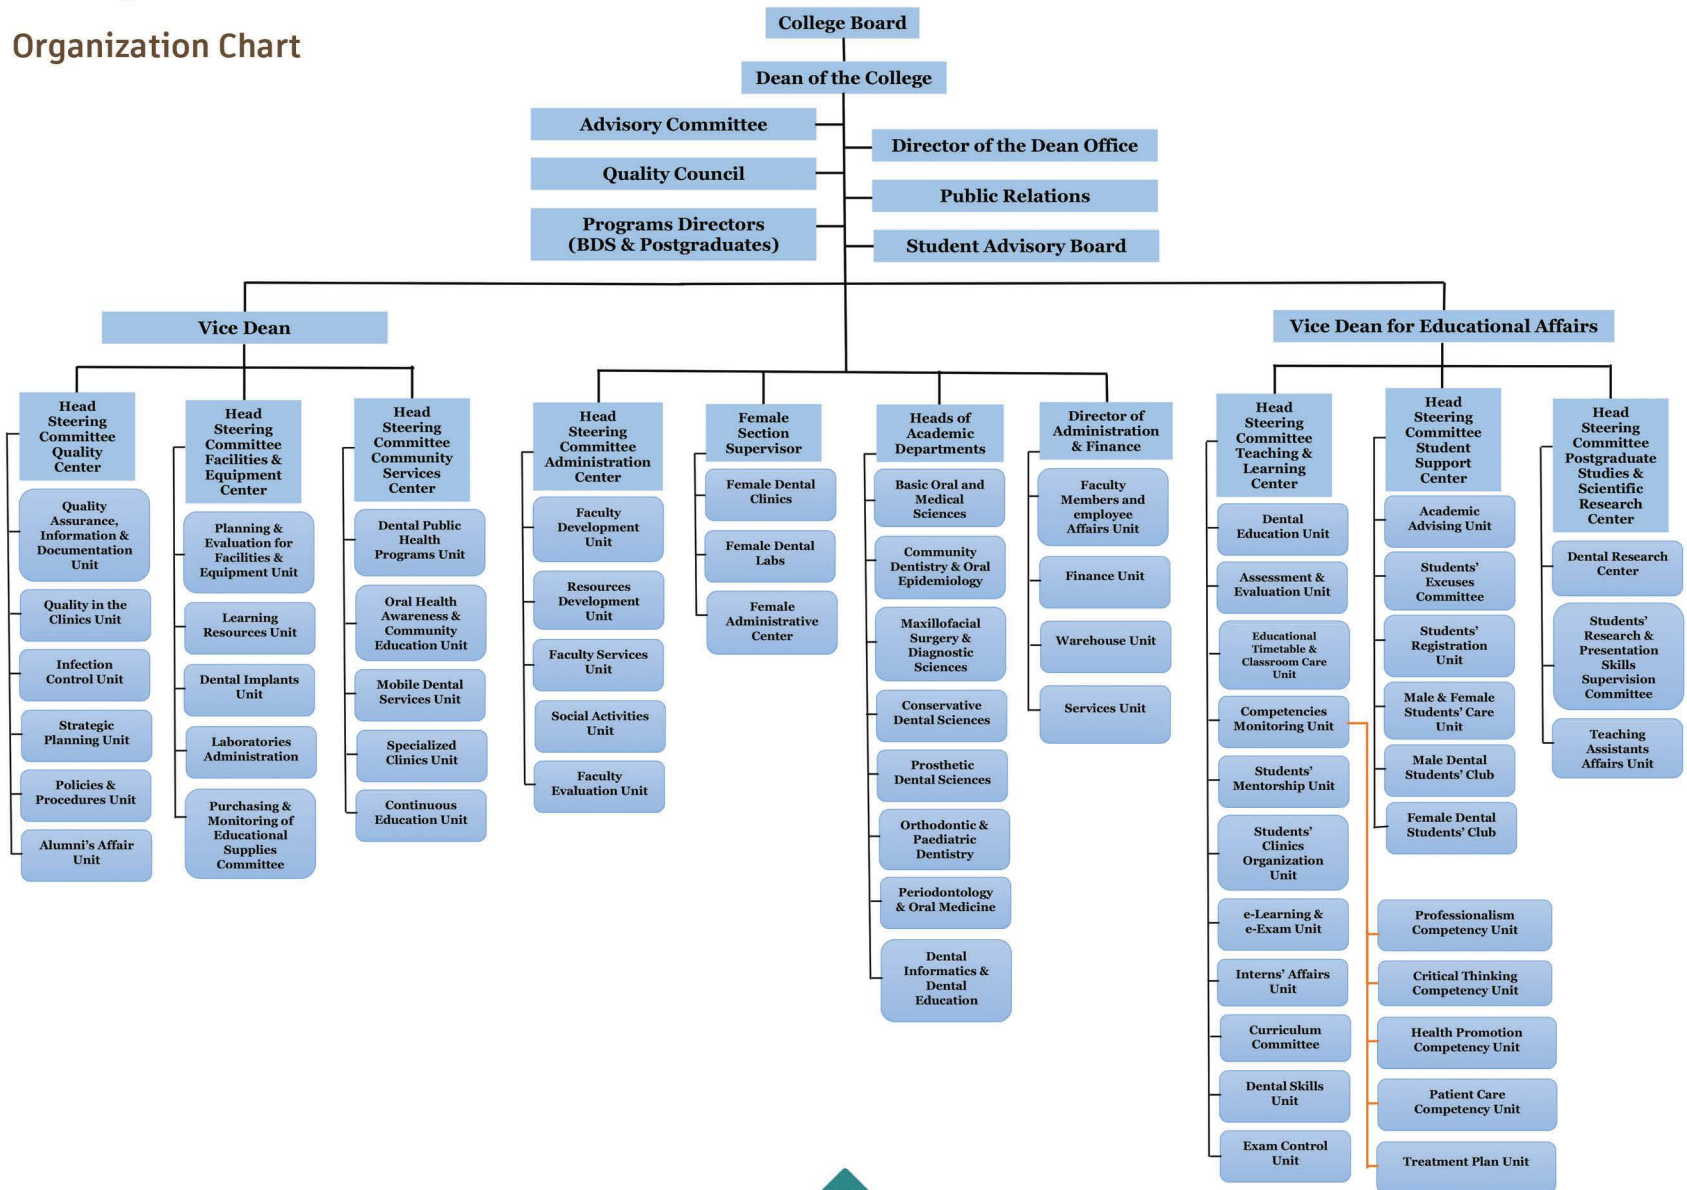 Organization Chart
College Board
Dean of the College
Advisory Committee
Director of the Dean Office
Quality Council
Public Relations
Programs Directors
(BDS & Postgraduates)
Student Advisory Board
Vice Dean
Vice Dean for Educational Affairs
Head
Steering
Committee
Quality
Center
Quality
Assurance,
Information &
Documentation
Unit
Quality in the
Clinics Unit
Infection
Control Unit
Strategic
Planning Unit
Policies &
Procedures Unit
Alumni's Affair
Unit
Head
Steering
Committee
Facilities &
Equipment
Center
Planning &
Evaluation for
Facilities &
Equipment Unit
Learning
Resources Unit
Dental Implants
Unit
Laboratories
Administration
Purchasing &
Monitoring of
Educational
Supplies
Committee
Head
Steering
Committee
Community
Services
Center
Dental Public
Health
Programs Unit
Oral Health
Awareness &
Community
Education Unit
Mobile Dental
Services Unit
Specialized
Clinics Unit
Continuous
Education Unit
Head
Steering
Committee
Administration
Center
Faculty
Development
Unit
Resources
Development
Unit
Faculty Services
Unit
Social Activities
Unit
Faculty
Evaluation Unit
Female
Section
Supervisor
Female Dental
Clinics
Female Dental
Labs
Female
Administrative
Center
Heads of
Academic
Departments
Basic Oral and
Medical
Sciences
Community
Dentistry & Oral
Epidemiology
Maxillofacial
Surgery &
Diagnostic
Sciences
Conservative
Dental Sciences
Prosthetic
Dental Sciences
Orthodontic &
Paediatric
Dentistry
Periodontology
& Oral Medicine
Dental
Informatics &
Dental
Education
Director of
Administration
& Finance
Faculty
Members and
employee
Affairs Unit
Finance Unit
Warehouse Unit
Services Unit
Head
Steering
Committee
Teaching &
Learning
Center
Dental
Education Unit
Assessment &
Evaluation Unit
Educational
Timetable &
Classroom Care
Unit
Competencies
Monitoring Unit
Students'
Mentorship Unit
Students'
Clinics
Organization
Unit
e-Learning &
e-Exam Unit
Interns' Affairs
Unit
Curriculum
Committee
Dental Skills
Unit
Exam Control
Unit
Head
Steering
Committee
Student
Support
Center
Academic
Advising Unit
Students'
Excuses
Committee
Students'
Registration
Unit
Male & Female
Students' Care
Unit
Male Dental
Students' Club
Female Dental
Students' Club
Professionalism
Competency Unit
Critical Thinking
Competency Unit
Health Promotion
Competency Unit
Patient Care
Competency Unit
Treatment Plan Unit
Head
Steering
Committee
Postgraduate
Studies &
Scientific
Research
Center
Dental Research
Center
Students'
Research &
Presentation
Skills
Supervision
Committee
Teaching
Assistants
Affairs Unit